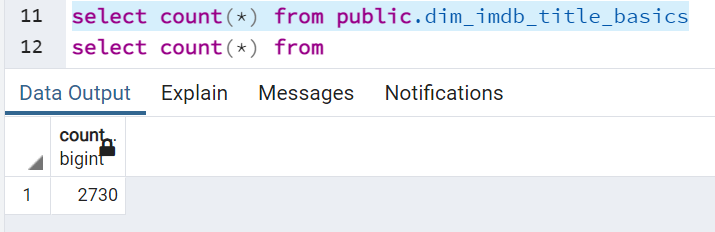 11 select count(*) from public.dim_imdb_title_basics
12 select count(*) from
Data Output Explain Messages Notifications
count..
bigint
1 2730